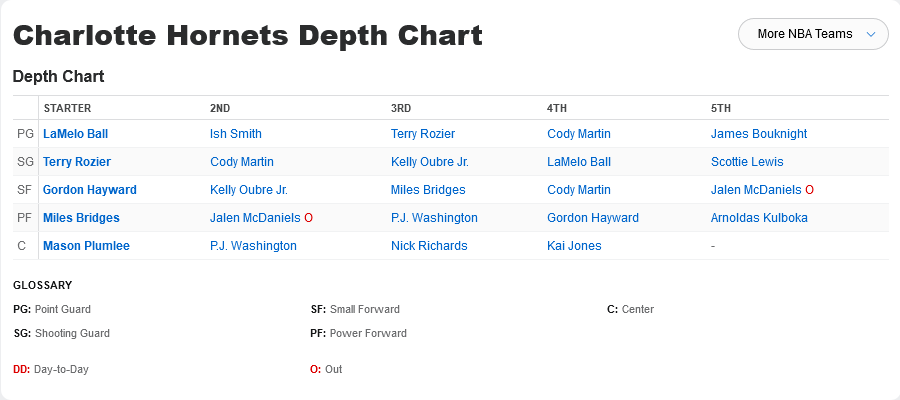 Charlotte Hornets Depth Chart
More NBA Teams
Depth Chart
STARTER 2ND 3RD 4TH 5TH
PG LaMelo Ball Ish Smith Terry Rozier Cody Martin James Bouknight
SG Terry Rozier Cody Martin Kelly Oubre Jr. LaMelo Ball Scottie Lewis
SF Gordon Hayward Kelly Oubre Jr. Miles Bridges Cody Martin Jalen McDaniels O
PF Miles Bridges Jalen McDaniels O P.J. Washington Gordon Hayward Arnoldas Kulboka
C Mason Plumlee P.J. Washington Nick Richards Kai Jones -
GLOSSARY
PG: Point Guard SF: Small Forward C: Center
SG: Shooting Guard PF: Power Forward
DD: Day-to-Day O: Out